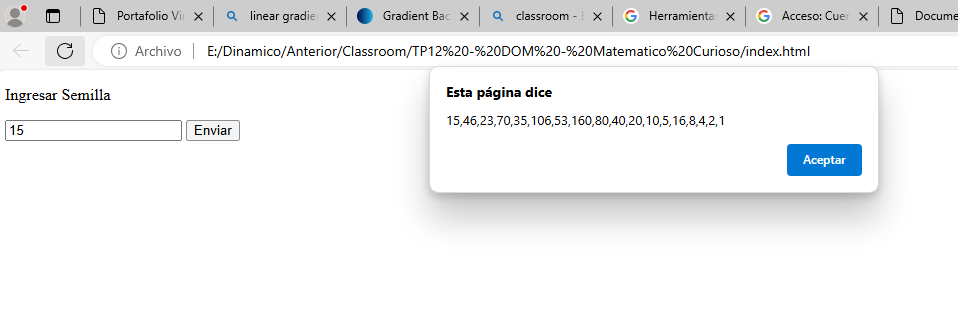 Portafolio Vir
linear gradie
Gradient Bac
classroom - E
Herramienta
Acceso: Cuer
Docume
Archivo
E:/Dinamico/Anterior/Classroom/TP12%20-%20DOM%20-%20Matematico%20Curioso/index.html
Ingresar Semilla
15
Enviar
Esta página dice
15,46,23,70,35,106,53,160,80,40,20,10,5,16,8,4,2,1
Aceptar